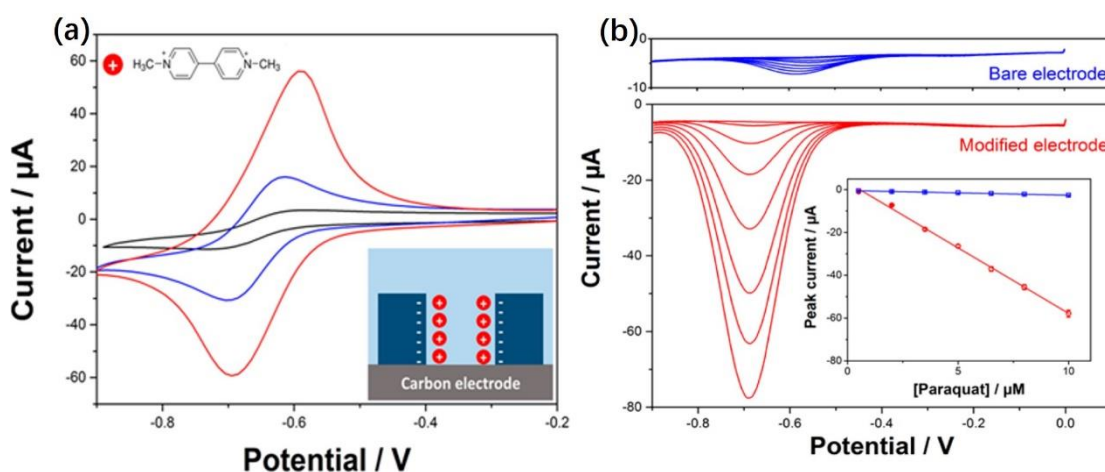 (a)
+ H₃C-N⁺ N⁺-CH₃
Current / µA
60
40
20
0
-20
-40
-60
-0.8
-0.6
-0.4
-0.2
Potential / V
+ +
+ +
+ +
+ +
Carbon electrode
(b)
0
-10
Bare electrode
0
-20
-40
-60
-80
Current / µA
Modified electrode
Peak current / µA
0
-20
-40
-60
-80
0
5
10
[Paraquat] / µM
-0.8
-0.6
-0.4
-0.2
0.0
Potential / V